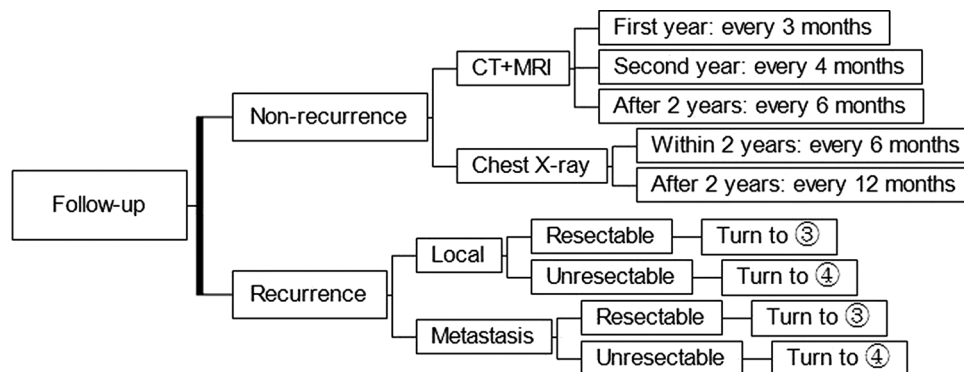 Follow-up
Non-recurrence
CT+MRI
First year: every 3 months
Second year: every 4 months
After 2 years: every 6 months
Chest X-ray
Within 2 years: every 6 months
After 2 years: every 12 months
Recurrence
Local
Resectable
Turn to ③
Unresectable
Turn to ④
Metastasis
Resectable
Turn to ③
Unresectable
Turn to ④